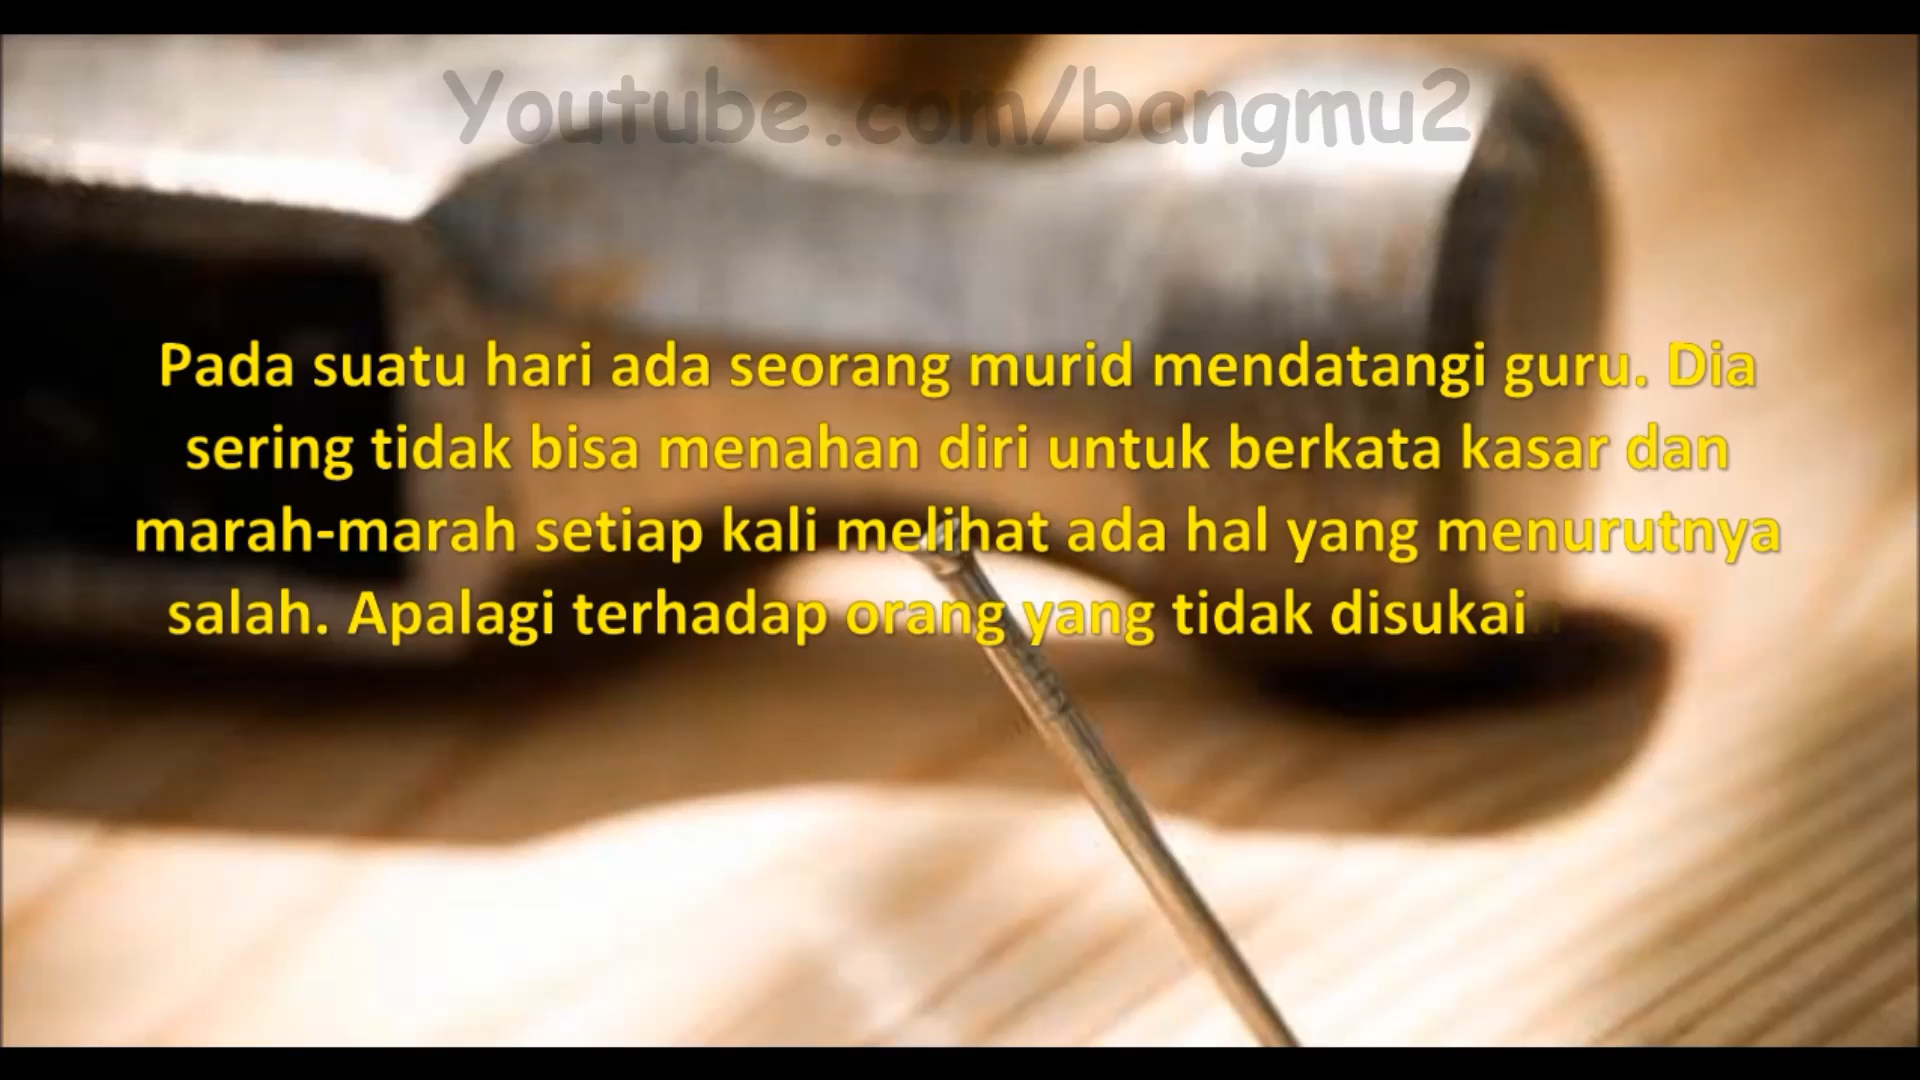 Youtube.com/bangmu2
Pada suatu hari ada seorang murid mendatangi guru. Dia
sering tidak bisa menahan diri untuk berkata kasar dan
marah-marah setiap kali melihat ada hal yang menurutnya
salah. Apalagi terhadap orang yang tidak disukai